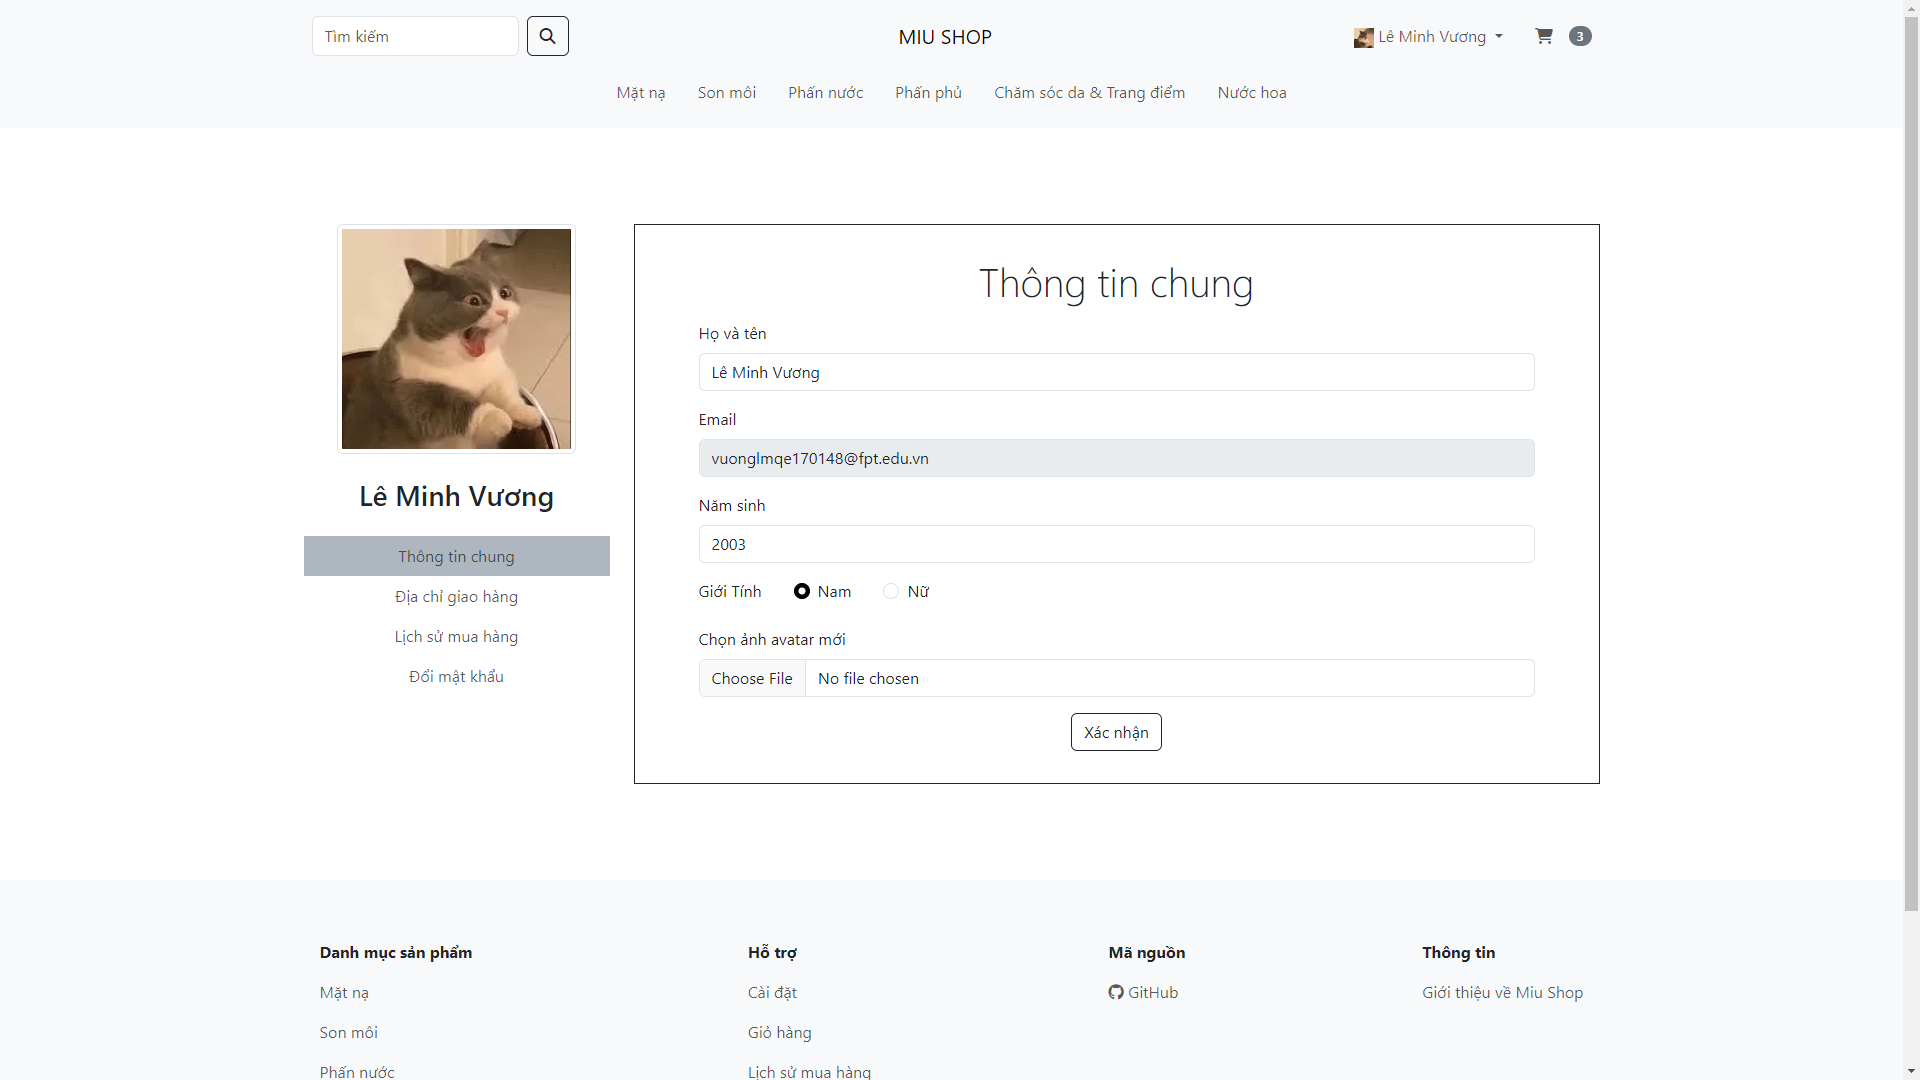 Tìm kiếm
MIU SHOP
Lê Minh Vương
3
Mặt nạ
Son môi
Phấn nước
Phấn phủ
Chăm sóc da & Trang điểm
Nước hoa
Lê Minh Vương
Thông tin chung
Địa chỉ giao hàng
Lịch sử mua hàng
Đổi mật khẩu
Thông tin chung
Họ và tên
Lê Minh Vương
Email
vuonglmqe170148@fpt.edu.vn
Năm sinh
2003
Giới Tính Nam Nữ
Chọn ảnh avatar mới
Choose File No file chosen
Xác nhận
Danh mục sản phẩm
Mặt nạ
Son môi
Phấn nước
Hỗ trợ
Cài đặt
Giỏ hàng
Lịch sử mua hàng
Mã nguồn
GitHub
Thông tin
Giới thiệu về Miu Shop